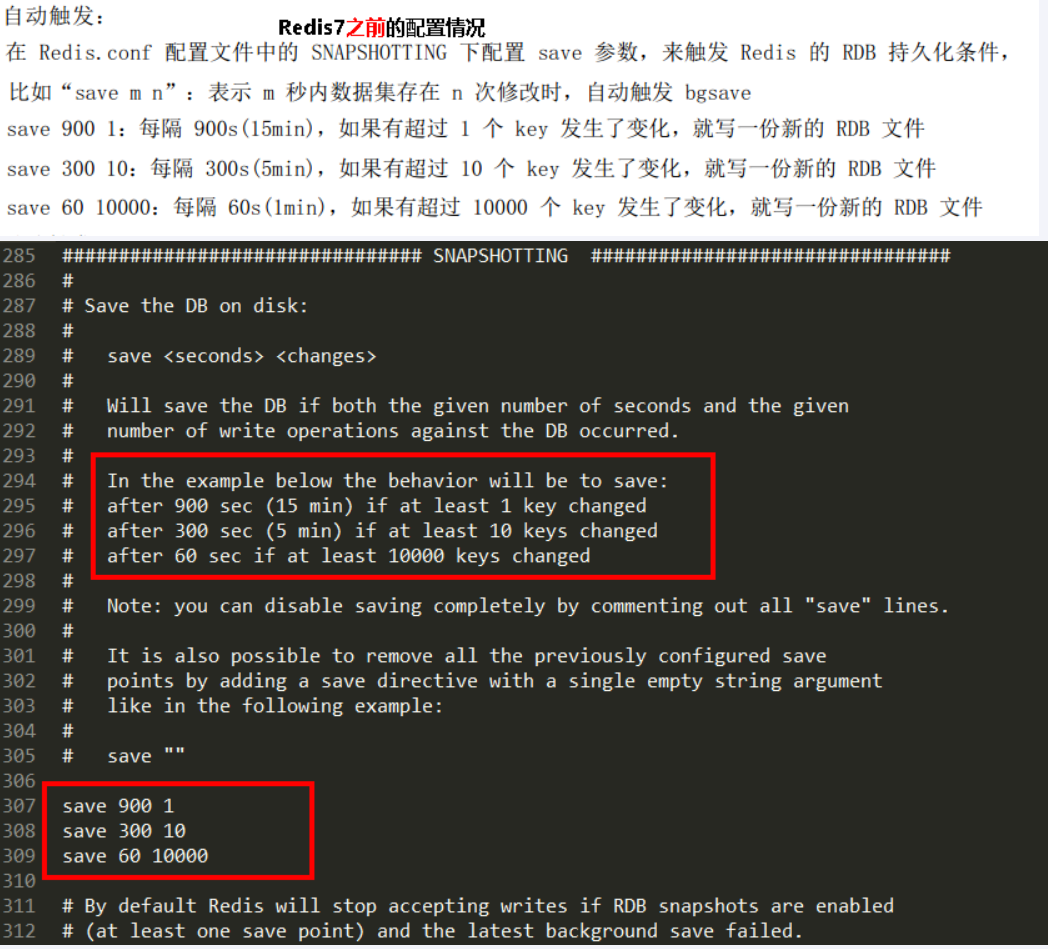 自动触发：
Redis7之前的配置情况
在 Redis.conf 配置文件中的 SNAPSHOTTING 下配置 save 参数，来触发 Redis 的 RDB 持久化条件，
比如“save m n”：表示 m 秒内数据集存在 n 次修改时，自动触发 bgsave
save 900 1：每隔 900s(15min)，如果有超过 1 个 key 发生了变化，就写一份新的 RDB 文件
save 300 10：每隔 300s(5min)，如果有超过 10 个 key 发生了变化，就写一份新的 RDB 文件
save 60 10000：每隔 60s(1min)，如果有超过 10000 个 key 发生了变化，就写一份新的 RDB 文件
285 ################################ SNAPSHOTTING ################################
286 #
287 # Save the DB on disk:
288 #
289 # save <seconds> <changes>
290 #
291 # Will save the DB if both the given number of seconds and the given
292 # number of write operations against the DB occurred.
293 #
294 # In the example below the behavior will be to save:
295 # after 900 sec (15 min) if at least 1 key changed
296 # after 300 sec (5 min) if at least 10 keys changed
297 # after 60 sec if at least 10000 keys changed
298 #
299 # Note: you can disable saving completely by commenting out all "save" lines.
300 #
301 # It is also possible to remove all the previously configured save
302 # points by adding a save directive with a single empty string argument
303 # like in the following example:
304 #
305 # save ""
306
307 save 900 1
308 save 300 10
309 save 60 10000
310
311 # By default Redis will stop accepting writes if RDB snapshots are enabled
312 # (at least one save point) and the latest background save failed.